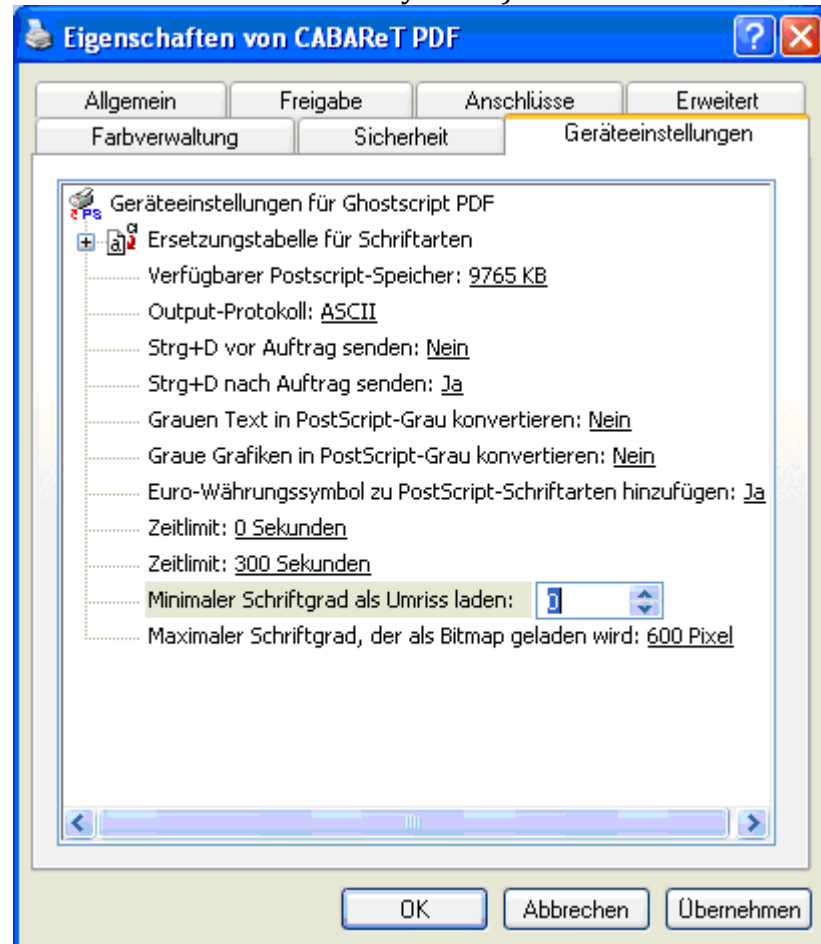 Eigenschaften von CABAReT PDF
Allgemein Freigabe Anschlüsse Erweitert
Farbverwaltung Sicherheit Geräteeinstellungen
Geräteeinstellungen für Ghostscript PDF
Ersetzungstabelle für Schriftarten
Verfügbarer Postscript-Speicher: 9765 KB
Output-Protokoll: ASCII
Strg+D vor Auftrag senden: Nein
Strg+D nach Auftrag senden: Ja
Grauen Text in PostScript-Grau konvertieren: Nein
Graue Grafiken in PostScript-Grau konvertieren: Nein
Euro-Währungssymbol zu PostScript-Schriftarten hinzufügen: Ja
Zeitlimit: 0 Sekunden
Zeitlimit: 300 Sekunden
Minimaler Schriftgrad als Umriss laden: 0
Maximaler Schriftgrad, der als Bitmap geladen wird: 600 Pixel
OK Abbrechen Übernehmen